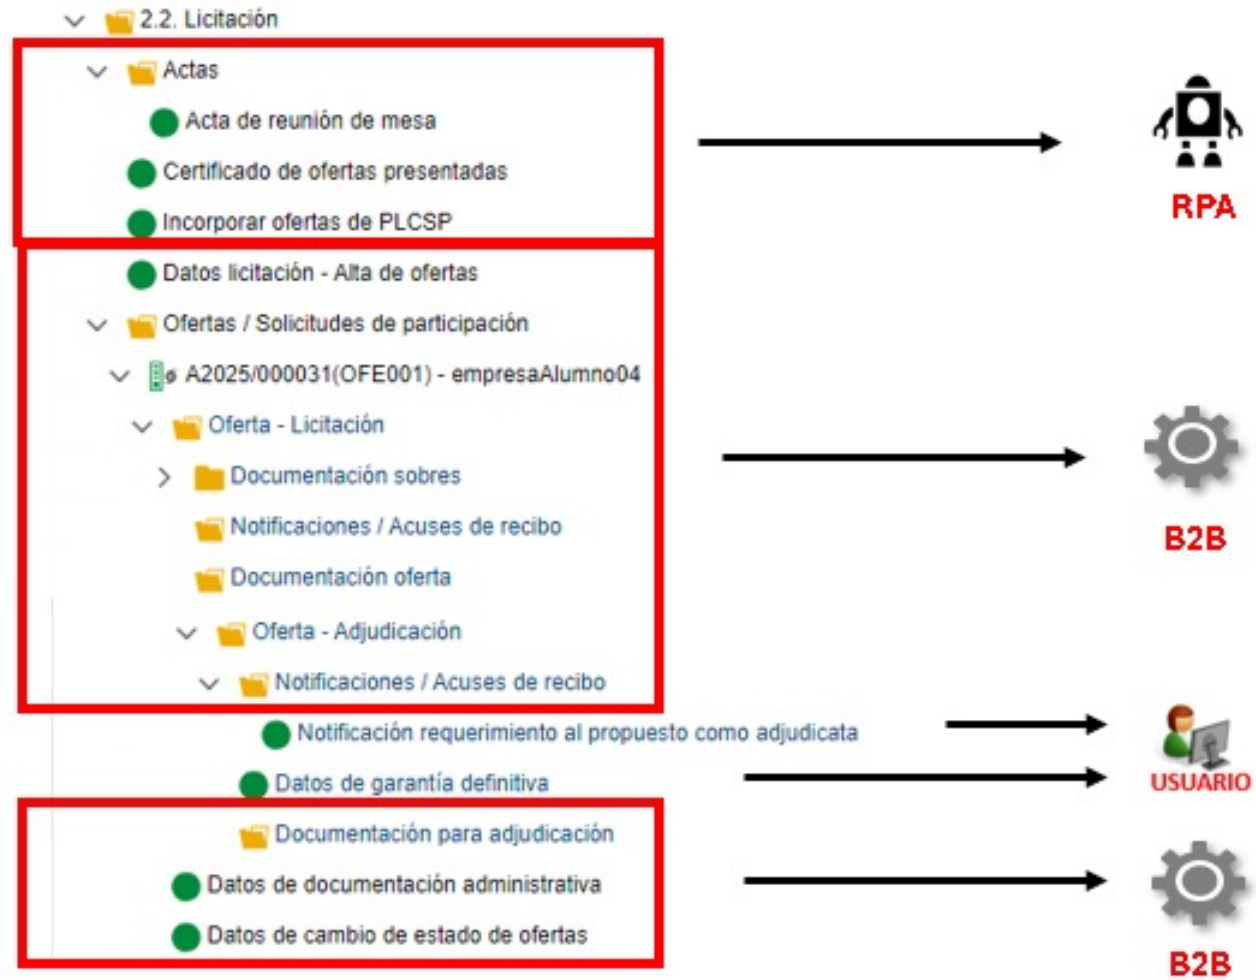 2.2. Licitación
Actas
Acta de reunión de mesa
Certificado de ofertas presentadas
Incorporar ofertas de PLCSP
RPA
Datos licitación - Alta de ofertas
Ofertas / Solicitudes de participación
A2025/000031(OFE001) - empresaAlumno04
Oferta - Licitación
Documentación sobres
Notificaciones / Acuses de recibo
B2B
Documentación oferta
Oferta - Adjudicación
Notificaciones / Acuses de recibo
Notificación requerimiento al propuesto como adjudicata
Datos de garantía definitiva
USUARIO
Documentación para adjudicación
Datos de documentación administrativa
Datos de cambio de estado de ofertas
B2B